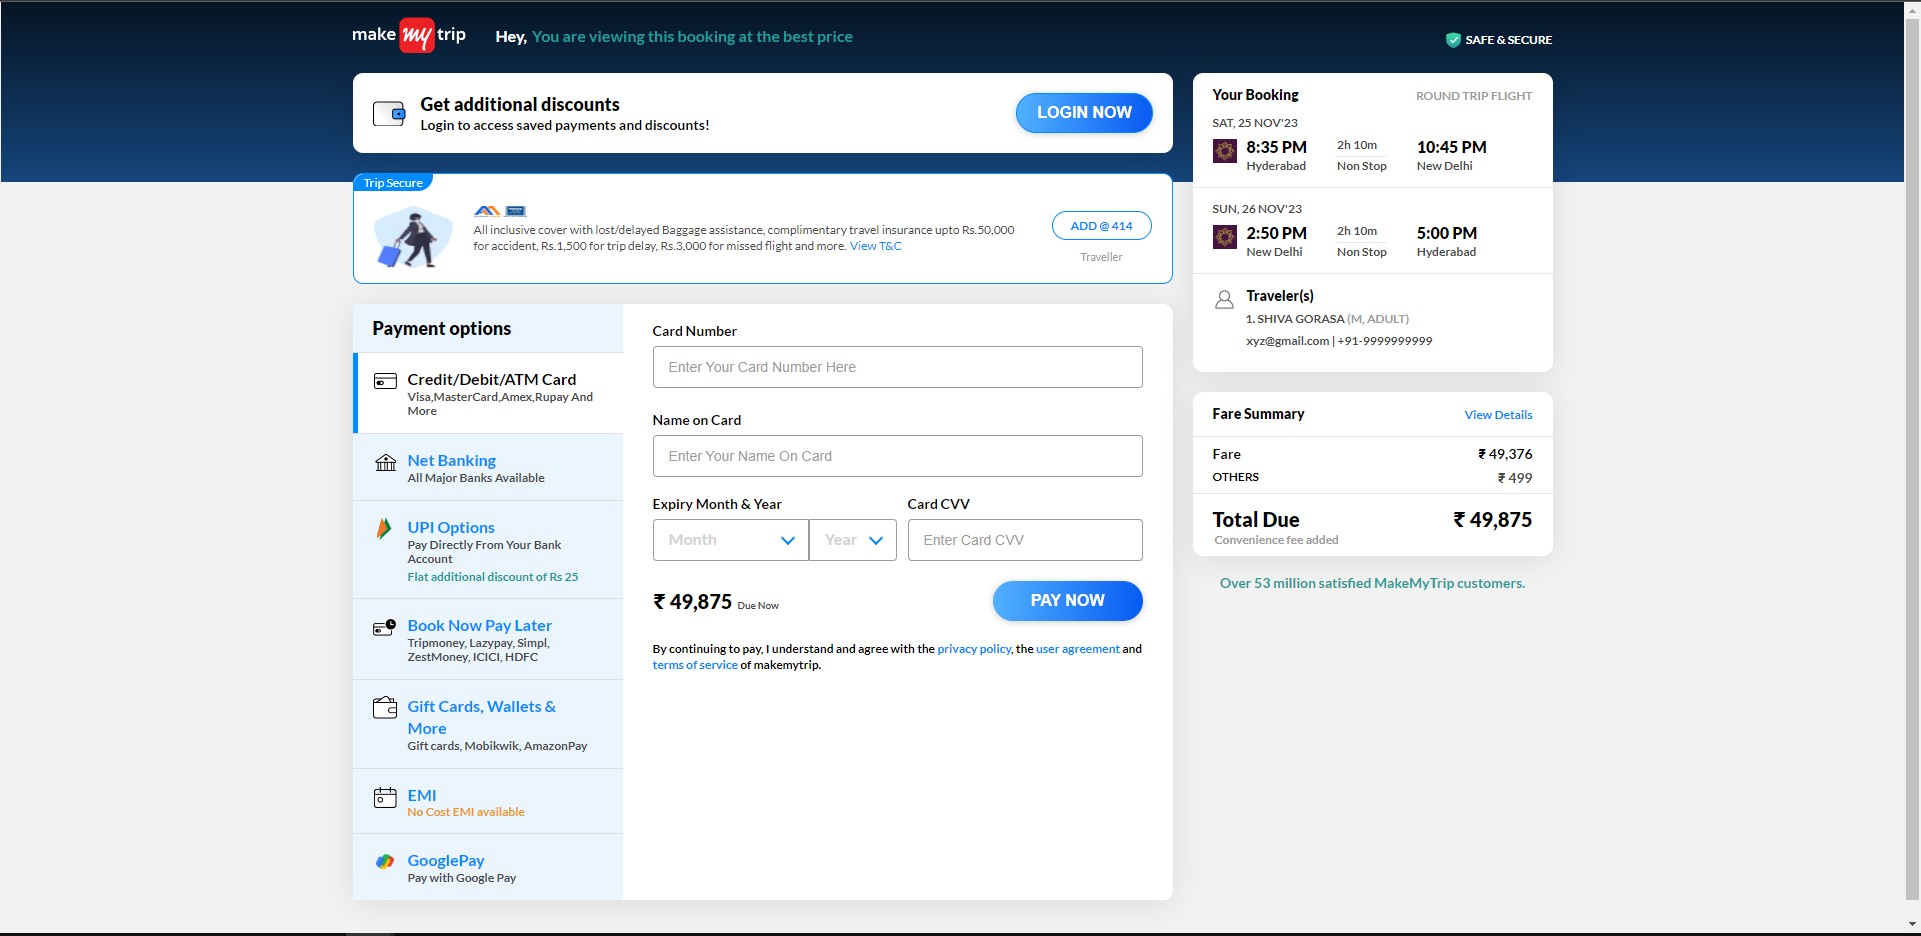 make my trip
Hey, You are viewing this booking at the best price
SAFE & SECURE
Get additional discounts
Login to access saved payments and discounts!
LOGIN NOW
Trip Secure
All inclusive cover with lost/delayed Baggage assistance, complimentary travel insurance upto Rs.50,000
for accident, Rs.1,500 for trip delay, Rs.3,000 for missed flight and more. View T&C
ADD @ 414
Traveller
Payment options
Credit/Debit/ATM Card
Visa,MasterCard,Amex,Rupay And
More
Net Banking
All Major Banks Available
UPI Options
Pay Directly From Your Bank
Account
Flat additional discount of Rs 25
Book Now Pay Later
Tripmoney, Lazypay, Simpl,
ZestMoney, ICICI, HDFC
Gift Cards, Wallets &
More
Gift cards, Mobikwik, AmazonPay
EMI
No Cost EMI available
GooglePay
Pay with Google Pay
Card Number
Enter Your Card Number Here
Name on Card
Enter Your Name On Card
Expiry Month & Year
Card CVV
Month
Year
Enter Card CVV
₹ 49,875 Due Now
PAY NOW
By continuing to pay, I understand and agree with the privacy policy, the user agreement and
terms of service of makemytrip.
Your Booking
ROUND TRIP FLIGHT
SAT, 25 NOV'23
8:35 PM 2h 10m 10:45 PM
Hyderabad Non Stop New Delhi
SUN, 26 NOV'23
2:50 PM 2h 10m 5:00 PM
New Delhi Non Stop Hyderabad
Traveler(s)
1. SHIVA GORASA (M, ADULT)
xyz@gmail.com | +91-9999999999
Fare Summary
View Details
Fare ₹ 49,376
OTHERS ₹ 499
Total Due ₹ 49,875
Convenience fee added
Over 53 million satisfied MakeMyTrip customers.